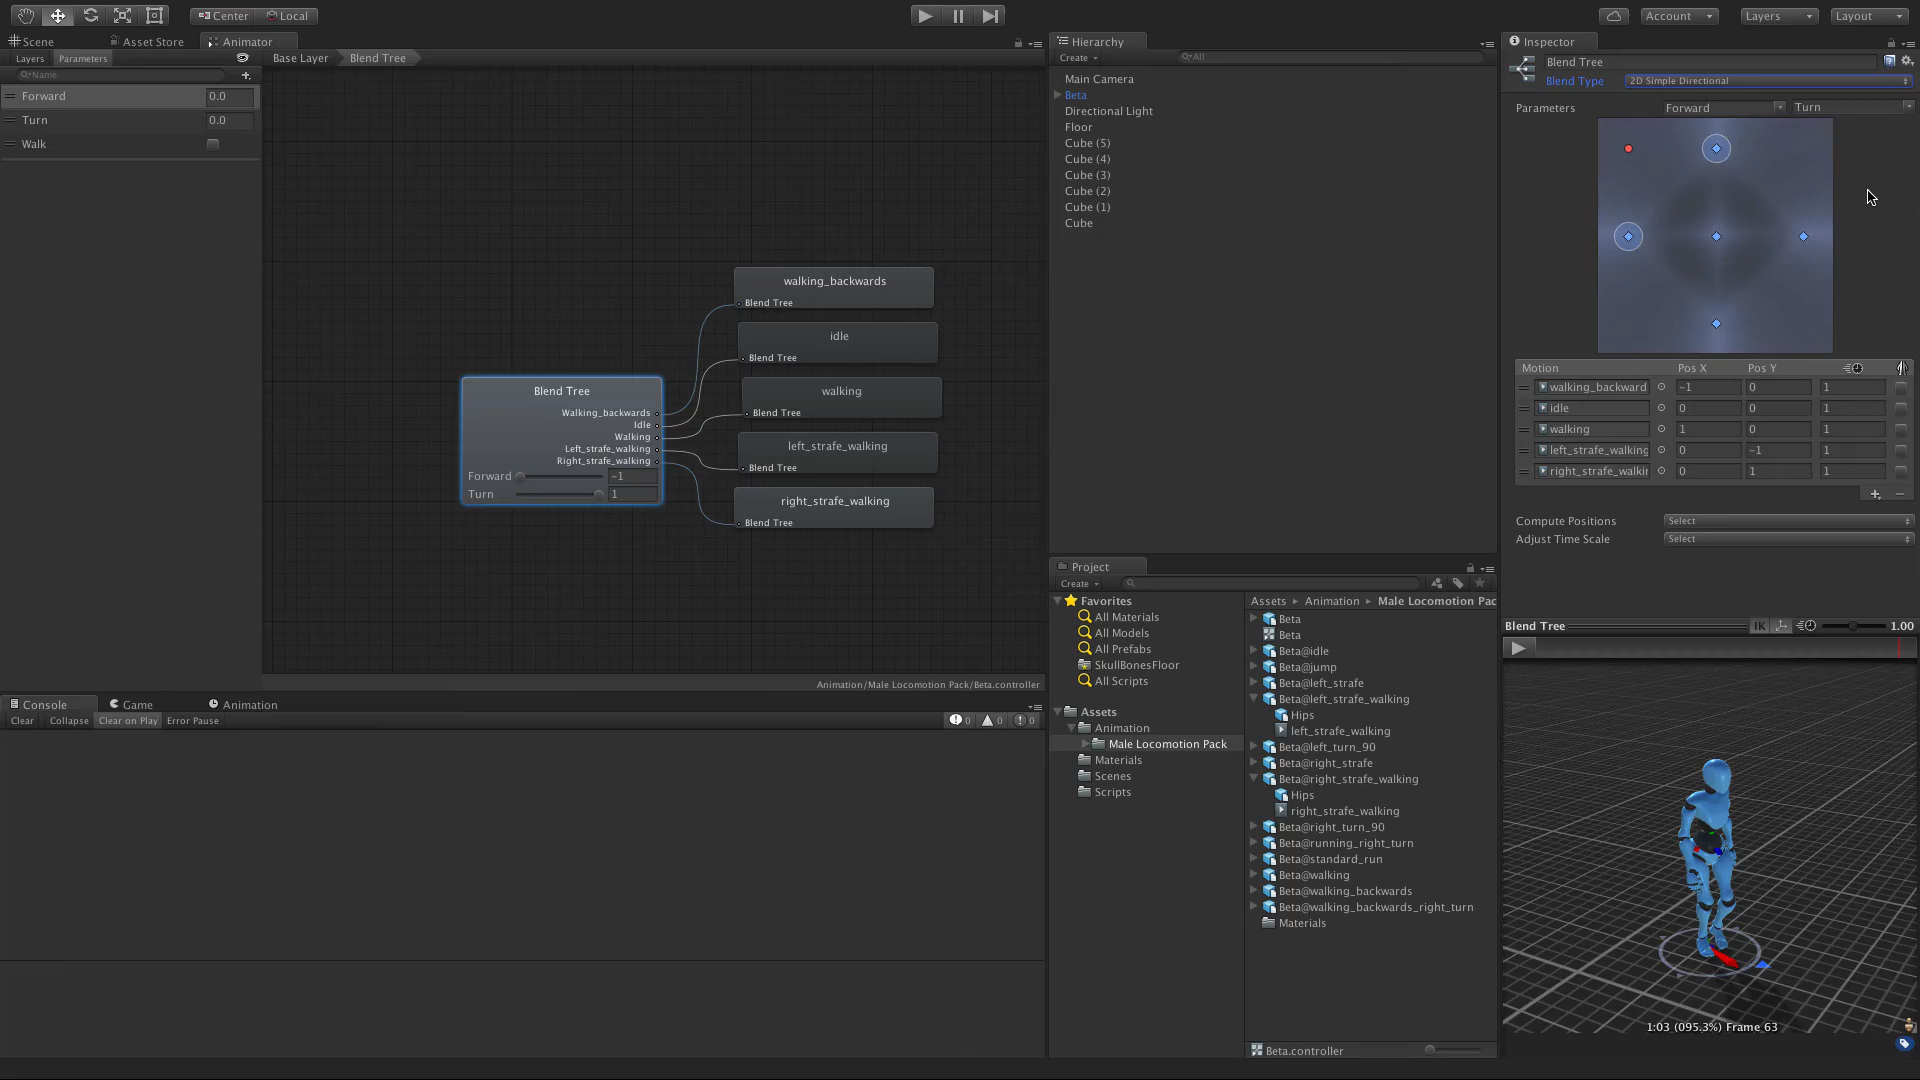 Center
Local
Account
Layers
Layout
Scene
Asset Store
Animator
Layers
Parameters
Base Layer
Blend Tree
Name
Forward
0.0
Turn
0.0
Walk
walking_backwards
Blend Tree
idle
Blend Tree
walking
Blend Tree
left_strafe_walking
Blend Tree
right_strafe_walking
Blend Tree
Blend Tree
Walking_backwards
Idle
Walking
Left_strafe_walking
Right_strafe_walking
Forward
-1
Turn
1
Animation/Male Locomotion Pack/Beta.controller
Console
Game
Animation
Clear
Collapse
Clear on Play
Error Pause
0
0
0
Hierarchy
Create
All
Main Camera
Beta
Directional Light
Floor
Cube (5)
Cube (4)
Cube (3)
Cube (2)
Cube (1)
Cube
Project
Create
Favorites
All Materials
All Models
All Prefabs
SkullBonesFloor
All Scripts
Assets
Animation
Male Locomotion Pack
Materials
Scenes
Scripts
Assets
Animation
Male Locomotion Pac
Beta
Beta
Beta@idle
Beta@jump
Beta@left_strafe
Beta@left_strafe_walking
Hips
left_strafe_walking
Beta@left_turn_90
Beta@right_strafe
Beta@right_strafe_walking
Hips
right_strafe_walking
Beta@right_turn_90
Beta@running_right_turn
Beta@standard_run
Beta@walking
Beta@walking_backwards
Beta@walking_backwards_right_turn
Materials
Beta.controller
Inspector
Blend Tree
Blend Type
2D Simple Directional
Parameters
Forward
Turn
Motion Pos X Pos Y
walking_backward -1 0 1
idle 0 0 1
walking 1 0 1
left_strafe_walking 0 -1 1
right_strafe_walkin 0 1 1
Compute Positions
Select
Adjust Time Scale
Select
Blend Tree
IK
1.00
1:03 (095.3%) Frame 63